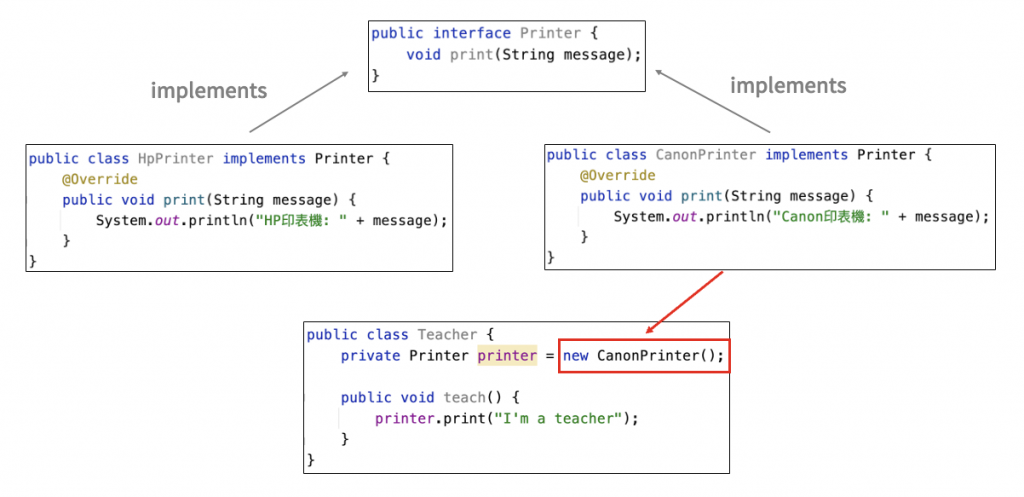 public interface Printer {
    void print(String message);
}
implements
implements
public class HpPrinter implements Printer {
    @Override
    public void print(String message) {
        System.out.println("HP印表機: " + message);
    }
}
public class CanonPrinter implements Printer {
    @Override
    public void print(String message) {
        System.out.println("Canon印表機: " + message);
    }
}
public class Teacher {
    private Printer printer = new CanonPrinter();
    public void teach() {
        printer.print("I'm a teacher");
    }
}